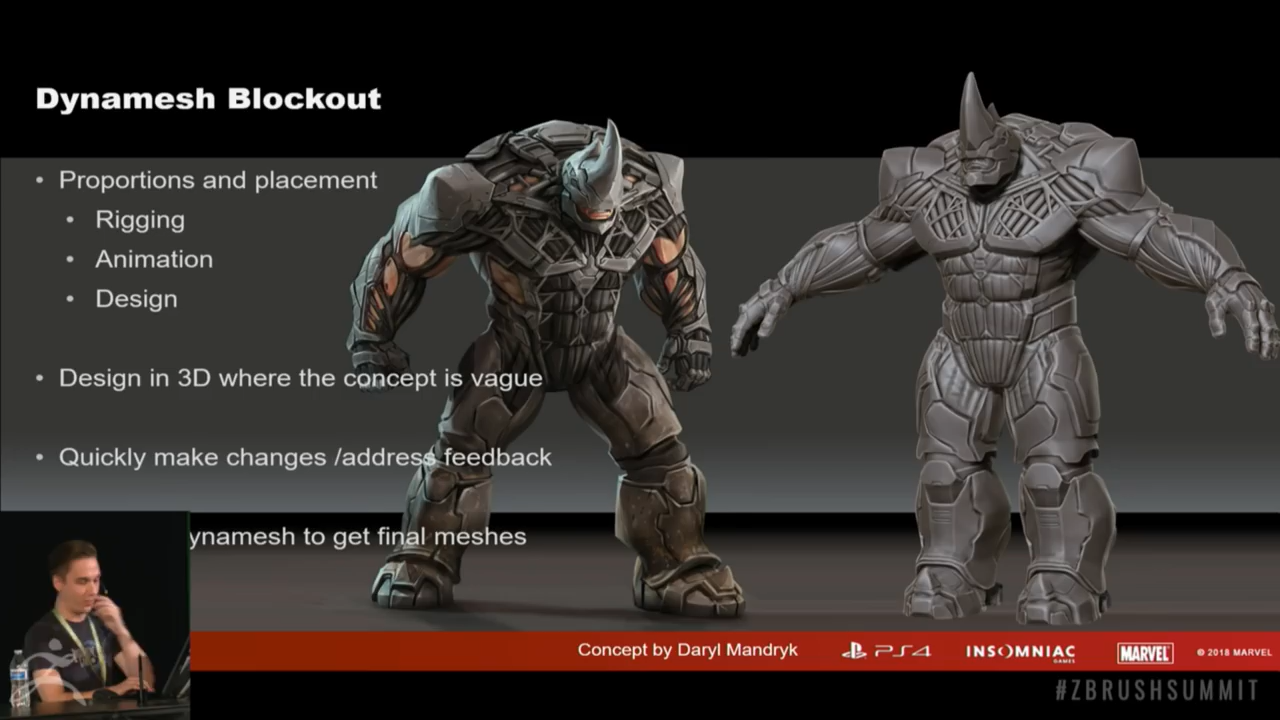 Dynamesh Blockout
• Proportions and placement
• Rigging
• Animation
• Design
• Design in 3D where the concept is vague
• Quickly make changes /address feedback
ynamesh to get final meshes
Concept by Daryl Mandryk
PS4
INSOMNIAC
GAMES
MARVEL
© 2018 MARVEL
#ZBRUSHSUMMIT